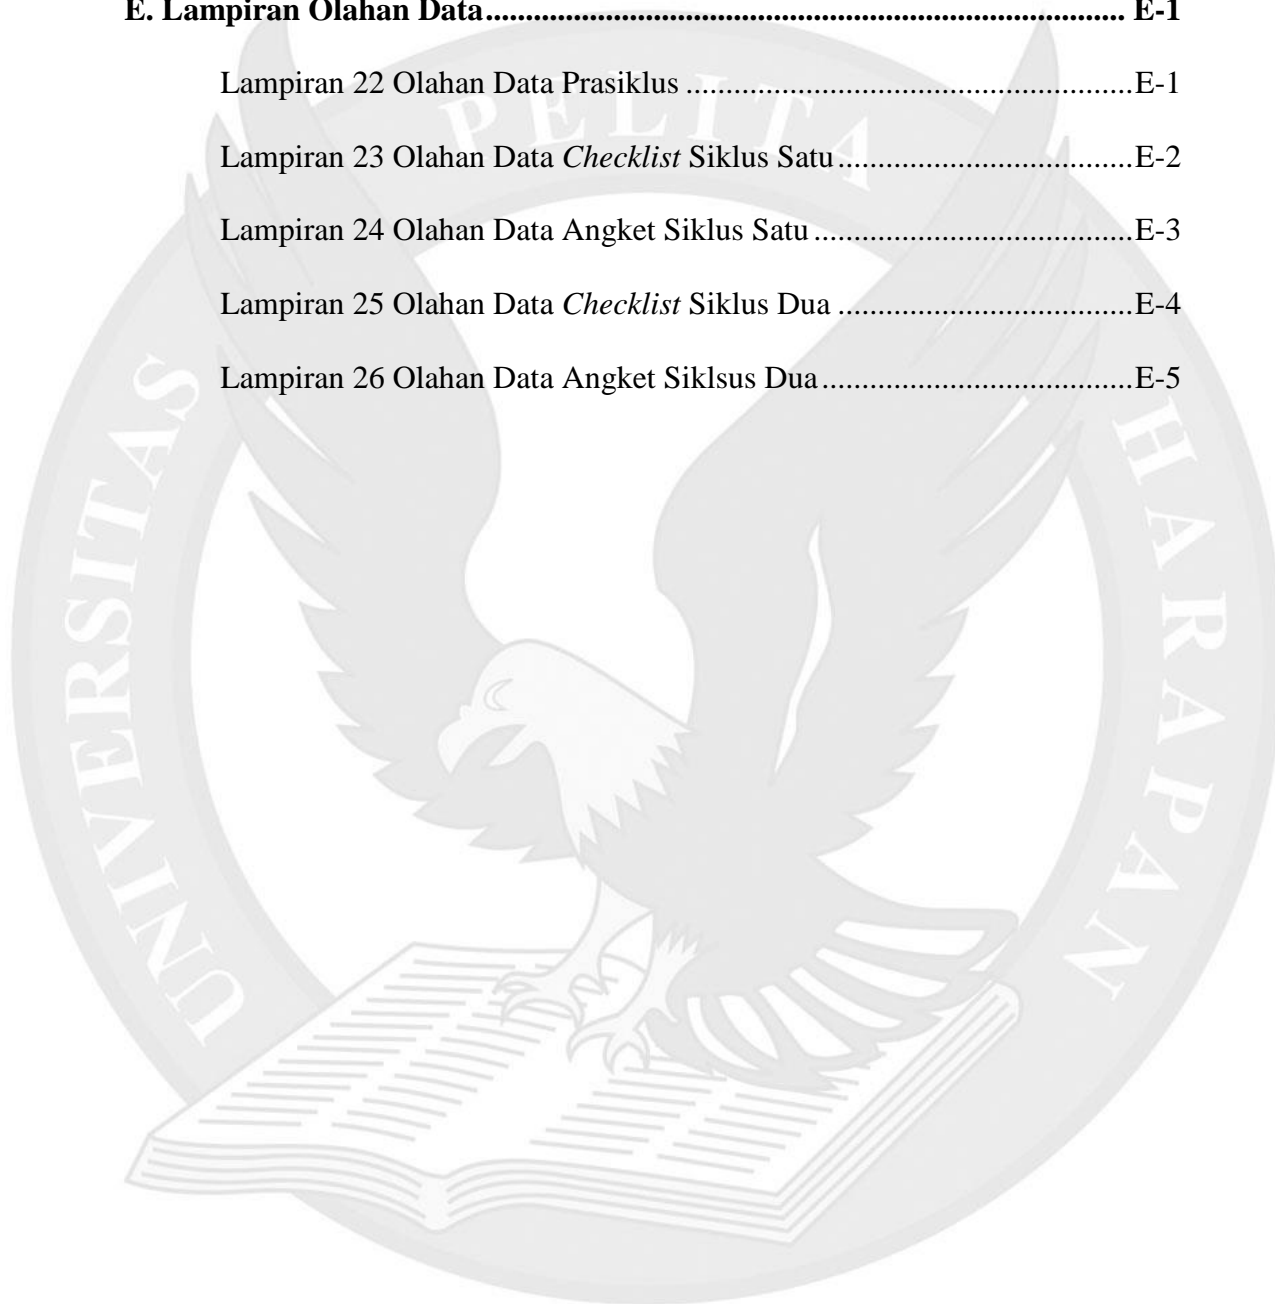 E. Lampiran Olahan Data................................................................................ E-1
Lampiran 22 Olahan Data Prasiklus ...............................................E-1
Lampiran 23 Olahan Data Checklist Siklus Satu...............................E-2
Lampiran 24 Olahan Data Angket Siklus Satu..................................E-3
Lampiran 25 Olahan Data Checklist Siklus Dua ...............................E-4
Lampiran 26 Olahan Data Angket Siklsus Dua.................................E-5
UNIVERSITAS PELITA HARAPAN